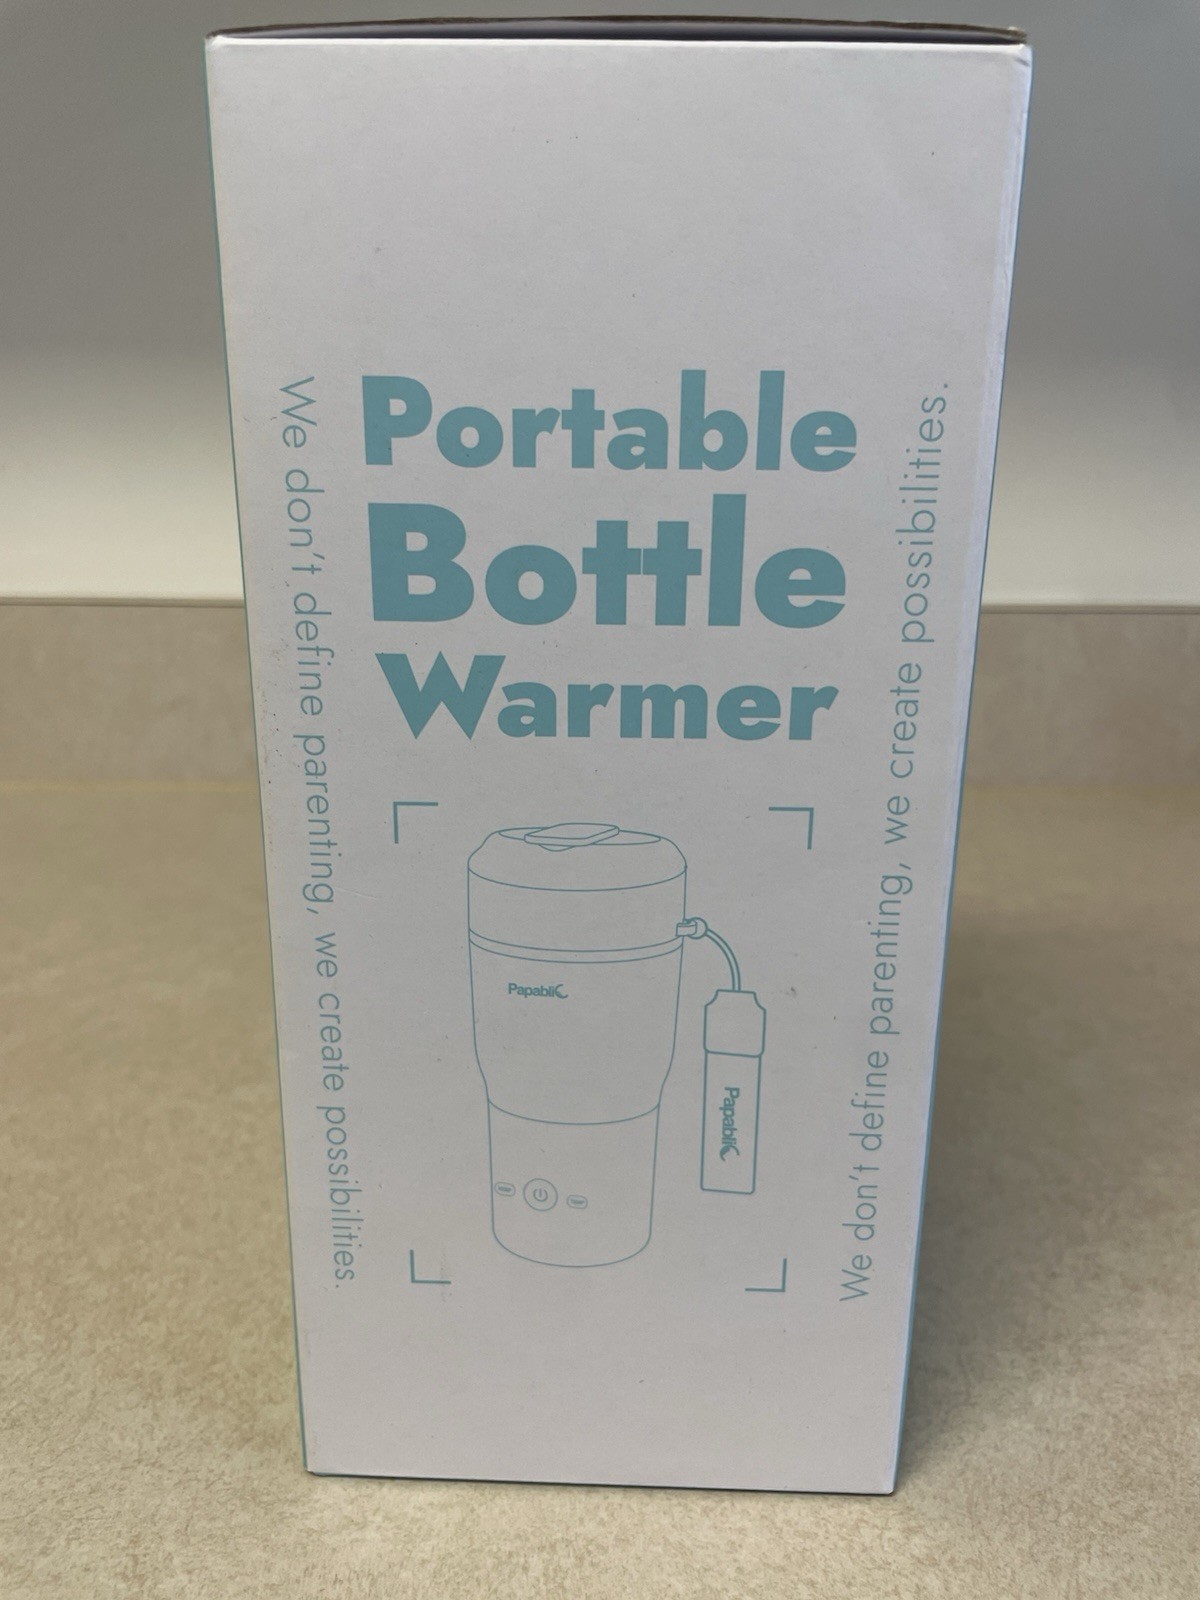 Portable
Bottle
Warmer
We don't define parenting, we create possibilities.
We don't define parenting, we create possibilities.
Papablic
Papablic